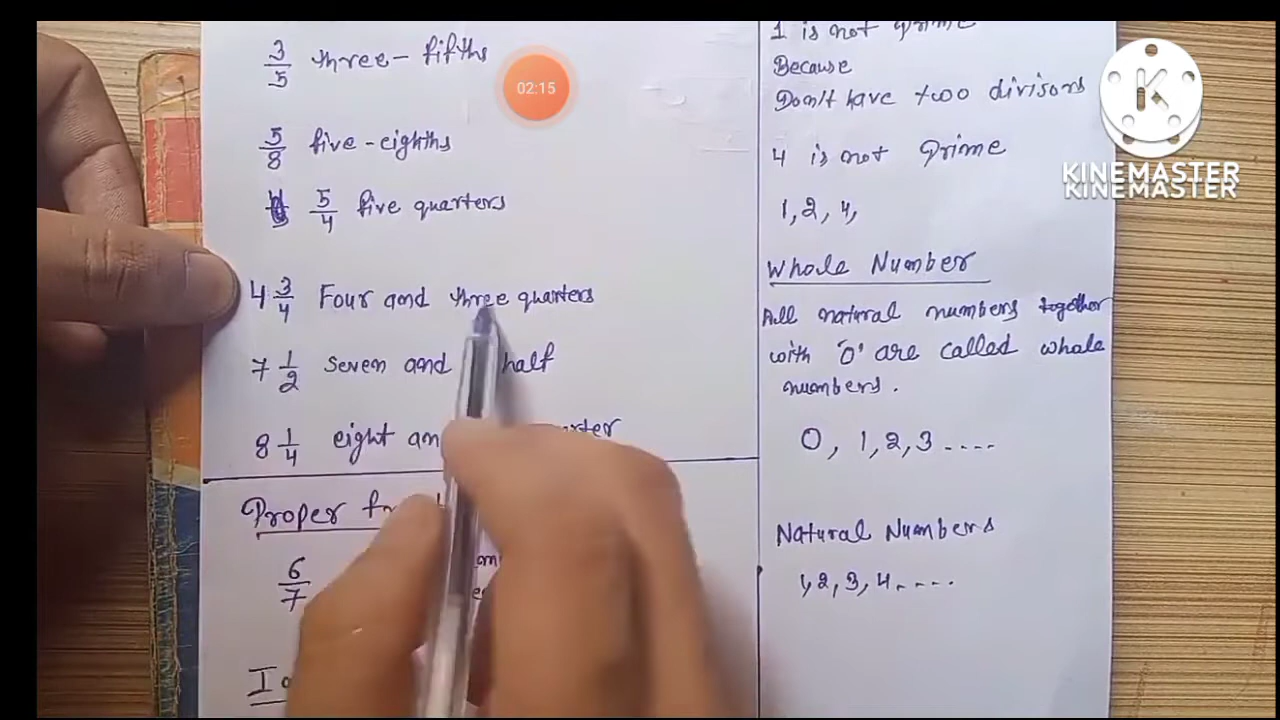 3/5 three-fifths
5/8 five-eighths
5/4 five quarters
4 3/4 Four and three quarters
7 1/2 seven and half
8 1/4 eight
Proper
6/7
02:15
1 is not prime
Because
Don't have two divisors
4 is not prime
1, 2, 4,
Whole Number
All natural numbers together
with '0' are called whole
numbers.
0, 1, 2, 3 ....
Natural Numbers
1, 2, 3, 4 ....
K
KINEMASTER
KINEMASTER